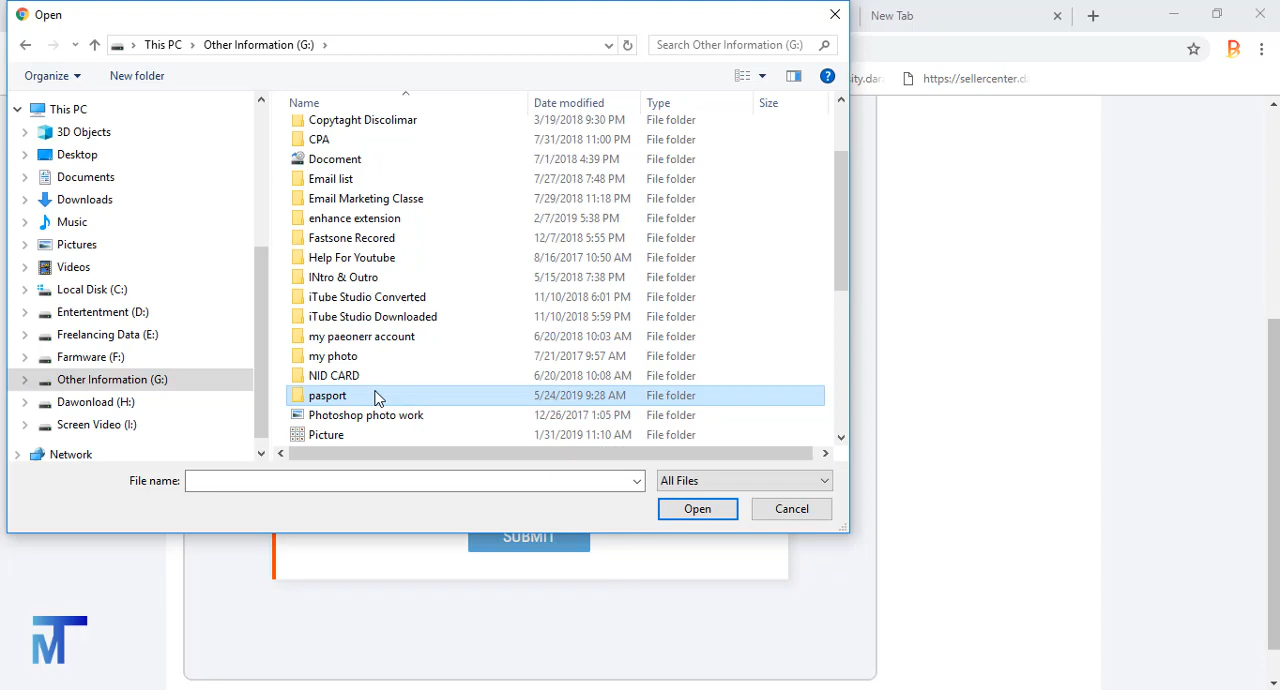 Open
New Tab
This PC
Other Information (G:)
Search Other Information (G:)
Organize
New folder
https://sellercenter.d
This PC
3D Objects
Desktop
Documents
Downloads
Music
Pictures
Videos
Local Disk (C:)
Entertentment (D:)
Freelancing Data (E:)
Farmware (F:)
Other Information (G:)
Dawonload (H:)
Screen Video (I:)
Network
Name Date modified Type Size
Copytaght Discolimar 3/19/2018 9:30 PM File folder
CPA 7/31/2018 11:00 PM File folder
Docoment 7/1/2018 4:39 PM File folder
Email list 7/27/2018 7:48 PM File folder
Email Marketing Classe 7/29/2018 11:18 PM File folder
enhance extension 2/7/2019 5:38 PM File folder
Fastsone Recored 12/7/2018 5:55 PM File folder
Help For Youtube 8/16/2017 10:50 AM File folder
INtro & Outro 5/15/2018 7:38 PM File folder
iTube Studio Converted 11/10/2018 6:01 PM File folder
iTube Studio Downloaded 11/10/2018 5:59 PM File folder
my paeonerr account 6/20/2018 10:03 AM File folder
my photo 7/21/2017 9:57 AM File folder
NID CARD 6/20/2018 10:08 AM File folder
pasport 5/24/2019 9:28 AM File folder
Photoshop photo work 12/26/2017 1:05 PM File folder
Picture 1/31/2019 11:10 AM File folder
File name:
All Files
Open
Cancel
SUBMIT
MT